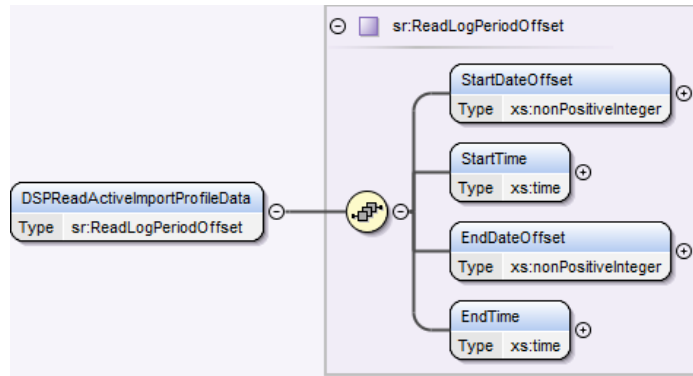 sr:ReadLogPeriodOffset
StartDateOffset
Type xs:nonPositiveInteger
StartTime
Type xs:time
DSPReadActiveImportProfileData
Type sr:ReadLogPeriodOffset
EndDateOffset
Type xs:nonPositiveInteger
EndTime
Type xs:time